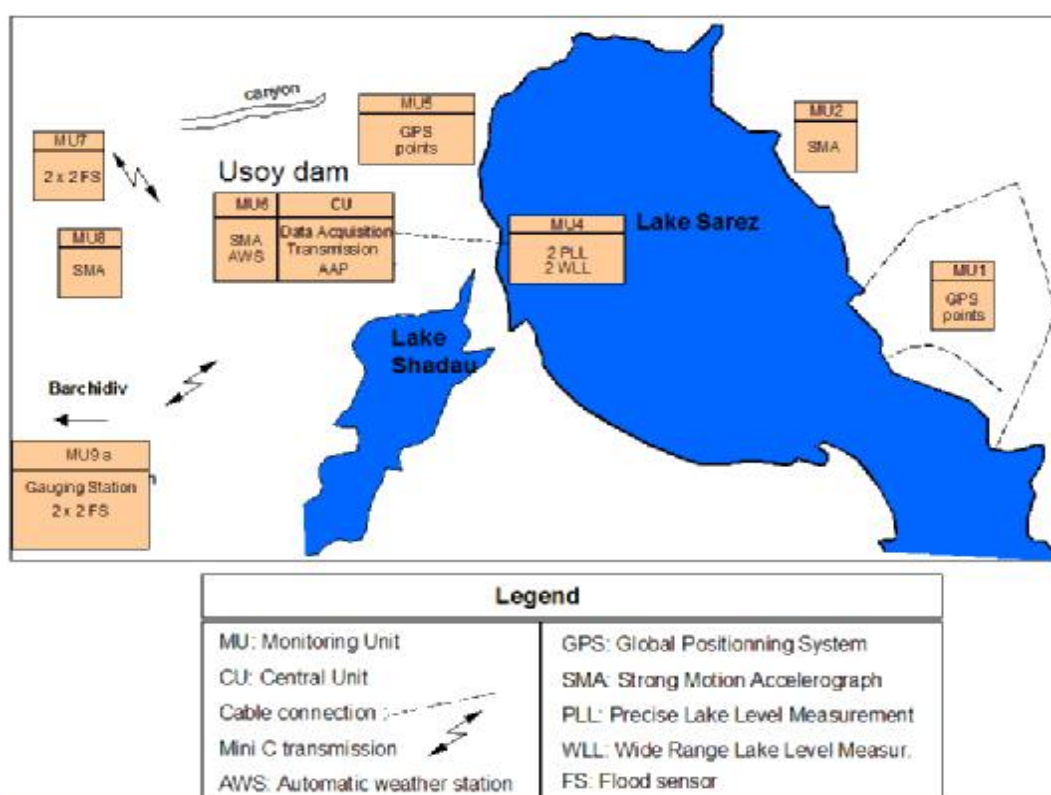 canyon
MU5
GPS
points
MU2
SMA
MU7
2 x 2 FS
Usoy dam
MU6
SMA
AWS
CU
Data Acquisition
Transmission
AAP
MU4
2 PLL
2 WLL
Lake Sarez
MU8
SMA
MU1
GPS
points
Lake
Shadau
Barchidiv
MU9a
Gauging Station
2 x 2 FS
Legend
MU: Monitoring Unit
CU: Central Unit
Cable connection :
Mini C transmission
AWS: Automatic weather station
GPS: Global Positionning System
SMA: Strong Motion Accelerograph
PLL: Precise Lake Level Measurement
WLL: Wide Range Lake Level Measur.
FS: Flood sensor